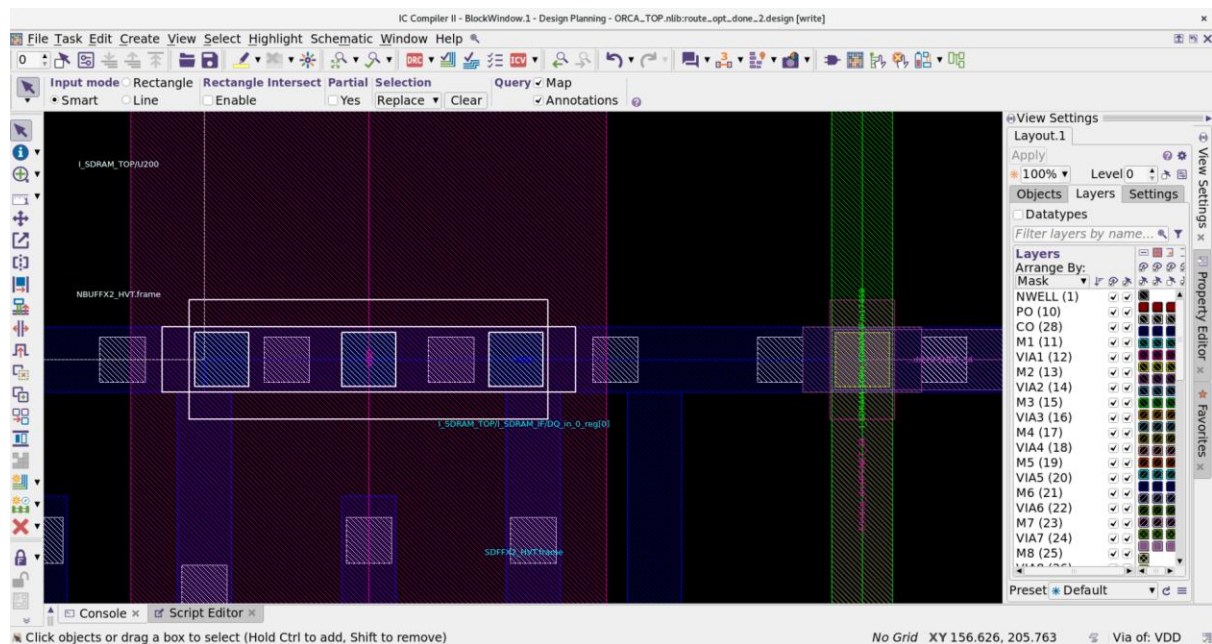 IC Compiler II - BlockWindow.1 - Design Planning - ORCA_TOP.nlib:route_opt_done_2.design [write]
File Task Edit Create View Select Highlight Schematic Window Help
0
DRC
ICV
Input mode Rectangle Rectangle Intersect Partial Selection Query Map
Smart Line Enable Yes Replace Clear Annotations
View Settings
Layout.1
Apply
100% Level 0
Objects Layers Settings
Datatypes
Filter layers by name...
Layers
Arrange By:
Mask
NWELL (1)
PO (10)
CO (28)
M1 (11)
VIA1 (12)
M2 (13)
VIA2 (14)
M3 (15)
VIA3 (16)
M4 (17)
VIA4 (18)
M5 (19)
VIA5 (20)
M6 (21)
VIA6 (22)
M7 (23)
VIA7 (24)
M8 (25)
Preset Default
View Settings
Property Editor
Favorites
I_SDRAM_TOP/U200
NBUFFX2_HVT.frame
I_SDRAM_TOP/I_SDRAM_IF/DQ_in_0_reg[0]
SDFFX2_HVT.frame
Console
Script Editor
Click objects or drag a box to select (Hold Ctrl to add, Shift to remove)
No Grid XY 156.626, 205.763 Via of: VDD